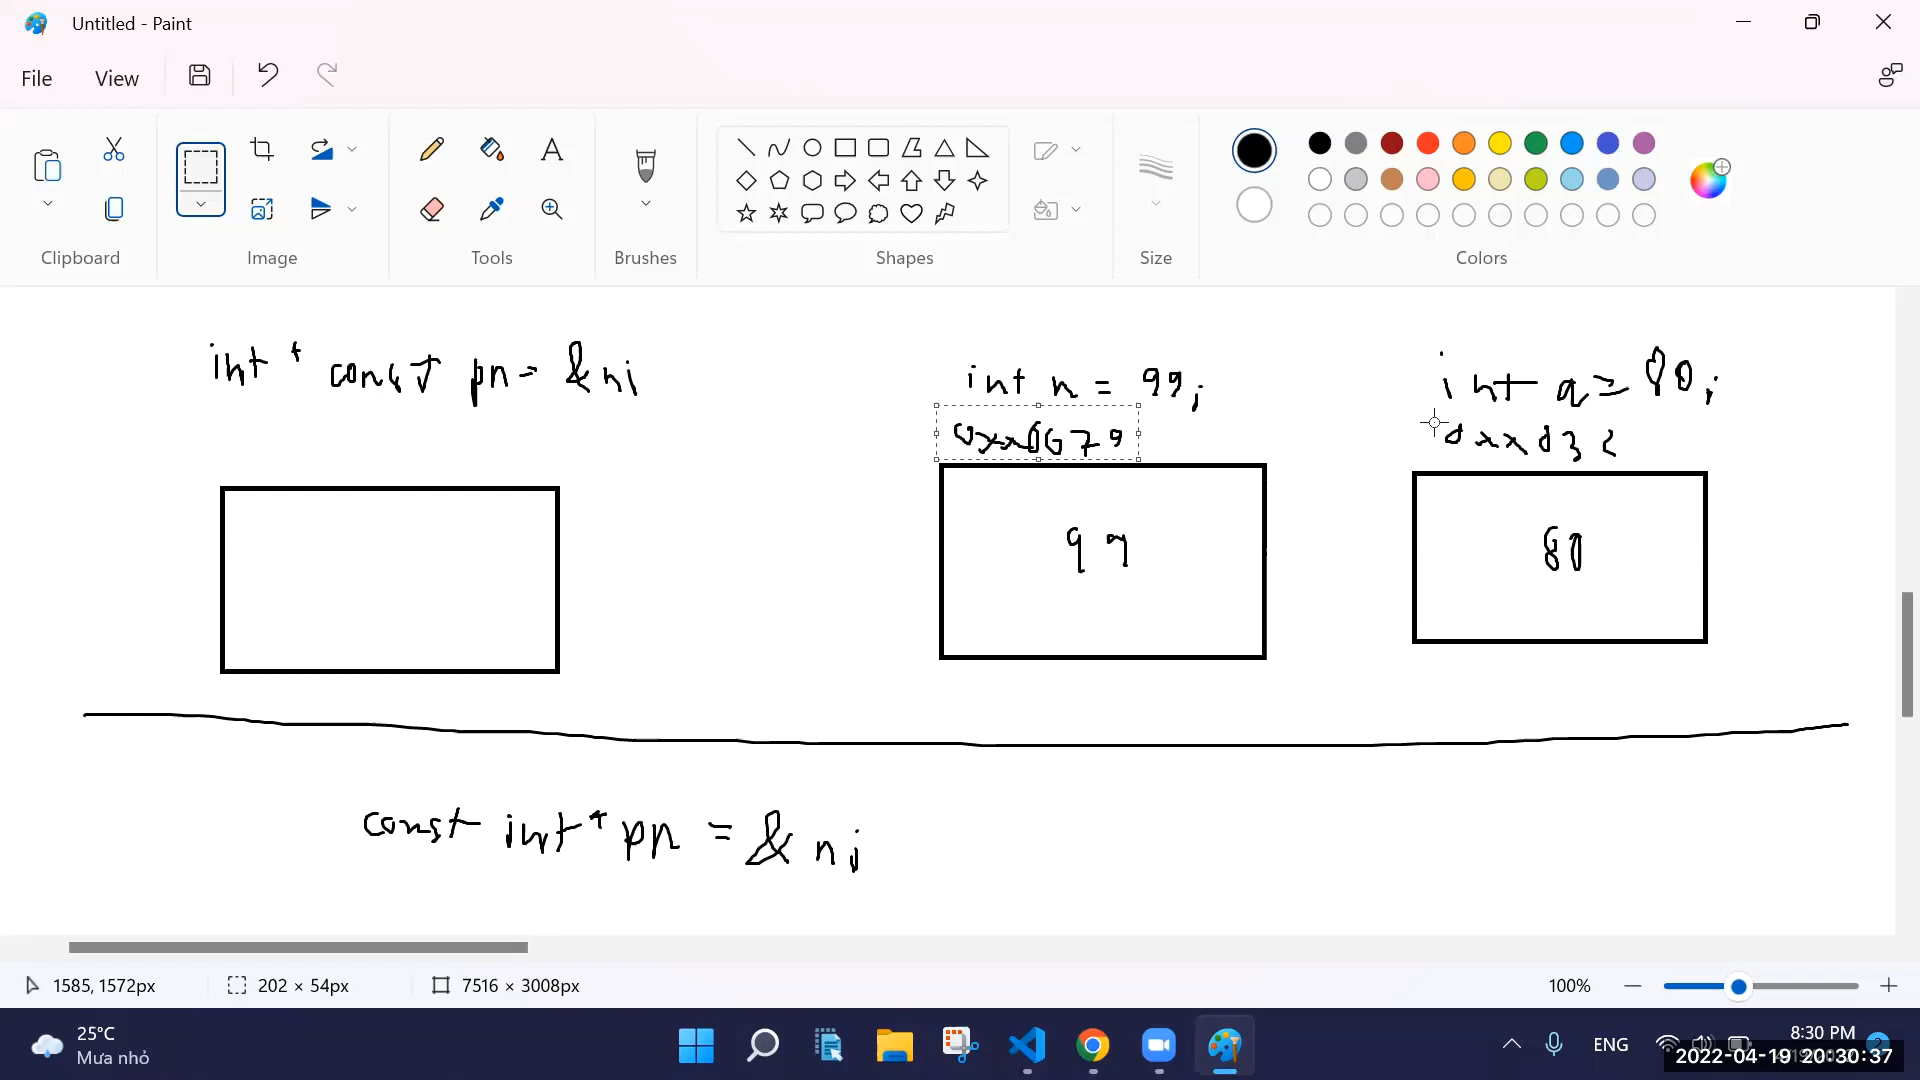 Untitled - Paint
File View
Clipboard Image Tools Brushes Shapes Size Colors
int * const pn = &n;
int n = 99;
int a = 80;
0xx6679
0xx832
99
80
const int * pn = & n;
1585, 1572px 202 × 54px 7516 × 3008px 100%
25°C
Mưa nhỏ
ENG
8:30 PM
2022-04-19 20:30:37